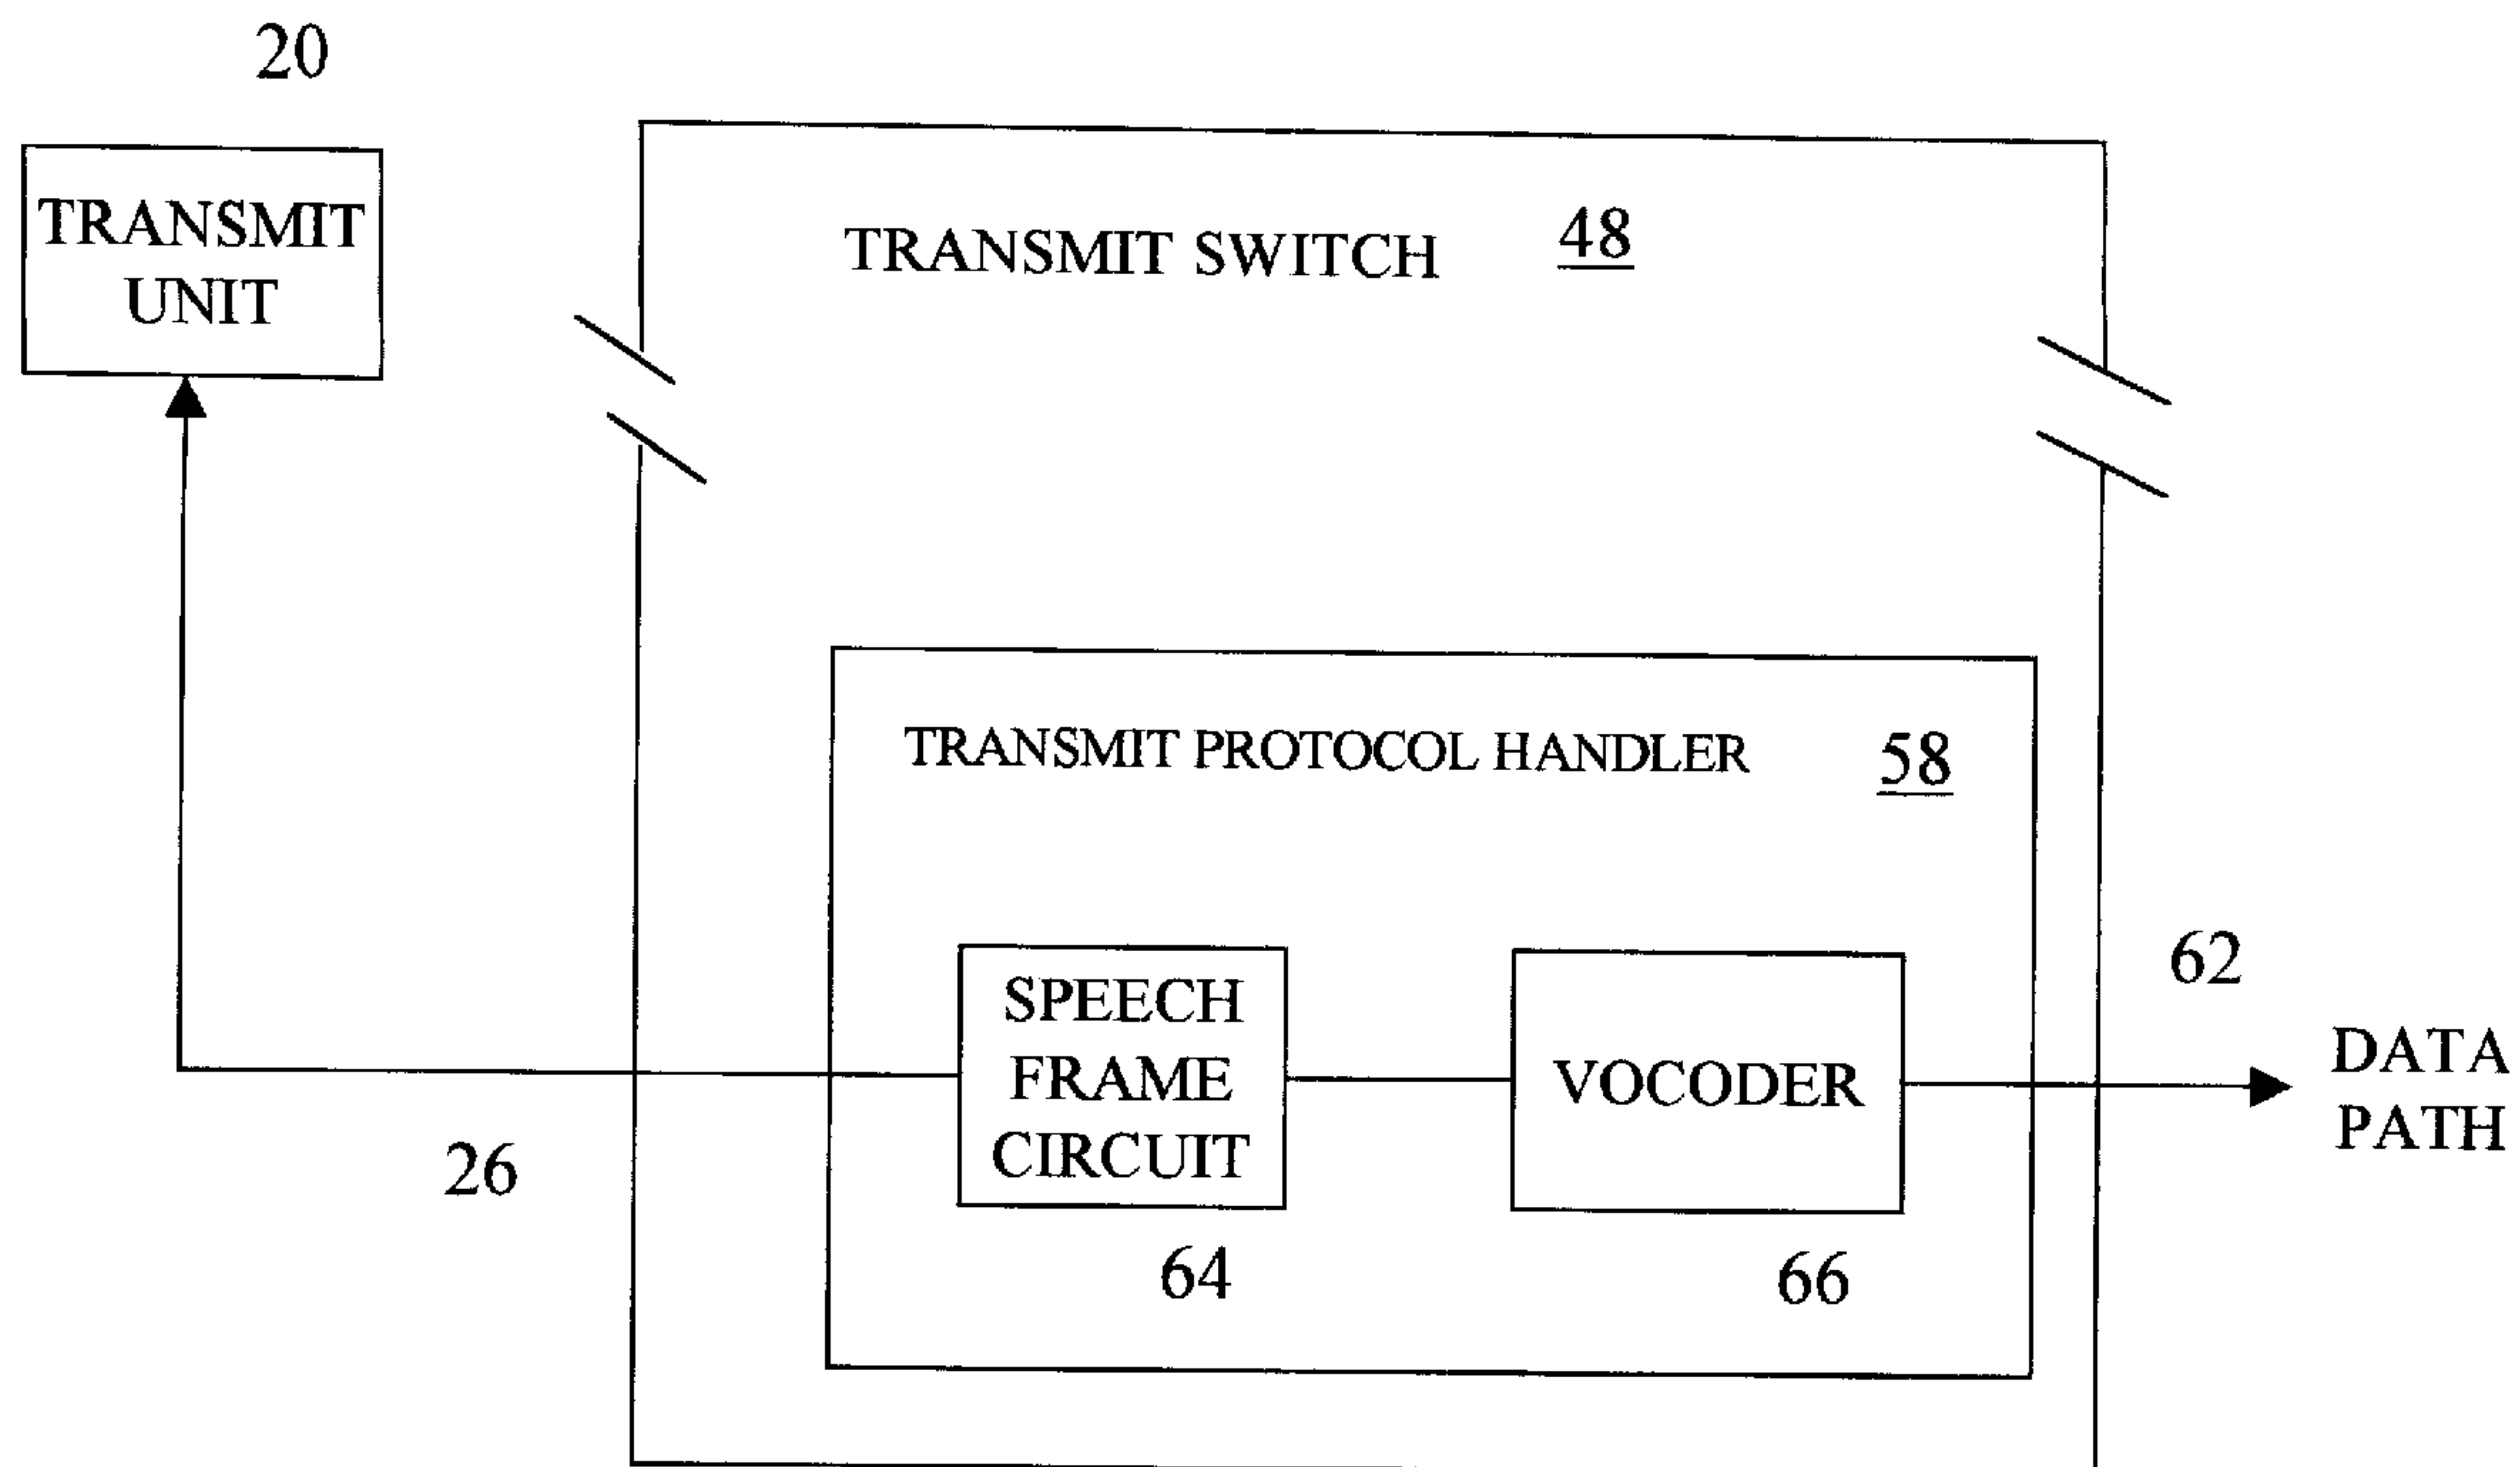 20
TRANSMIT
UNIT
TRANSMIT SWITCH 48
TRANSMIT PROTOCOL HANDLER 58
SPEECH
FRAME
CIRCUIT
64
VOCODER
66
26
62
DATA
PATH